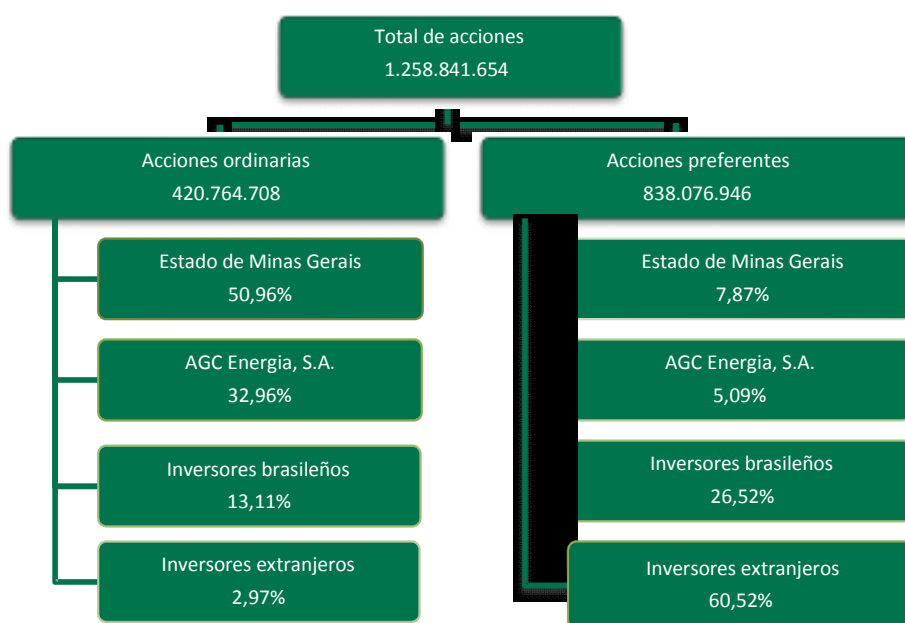 Total de acciones
1.258.841.654
Acciones ordinarias
420.764.708
Estado de Minas Gerais
50,96%
AGC Energia, S.A.
32,96%
Inversores brasileños
13,11%
Inversores extranjeros
2,97%
Acciones preferentes
838.076.946
Estado de Minas Gerais
7,87%
AGC Energia, S.A.
5,09%
Inversores brasileños
26,52%
Inversores extranjeros
60,52%